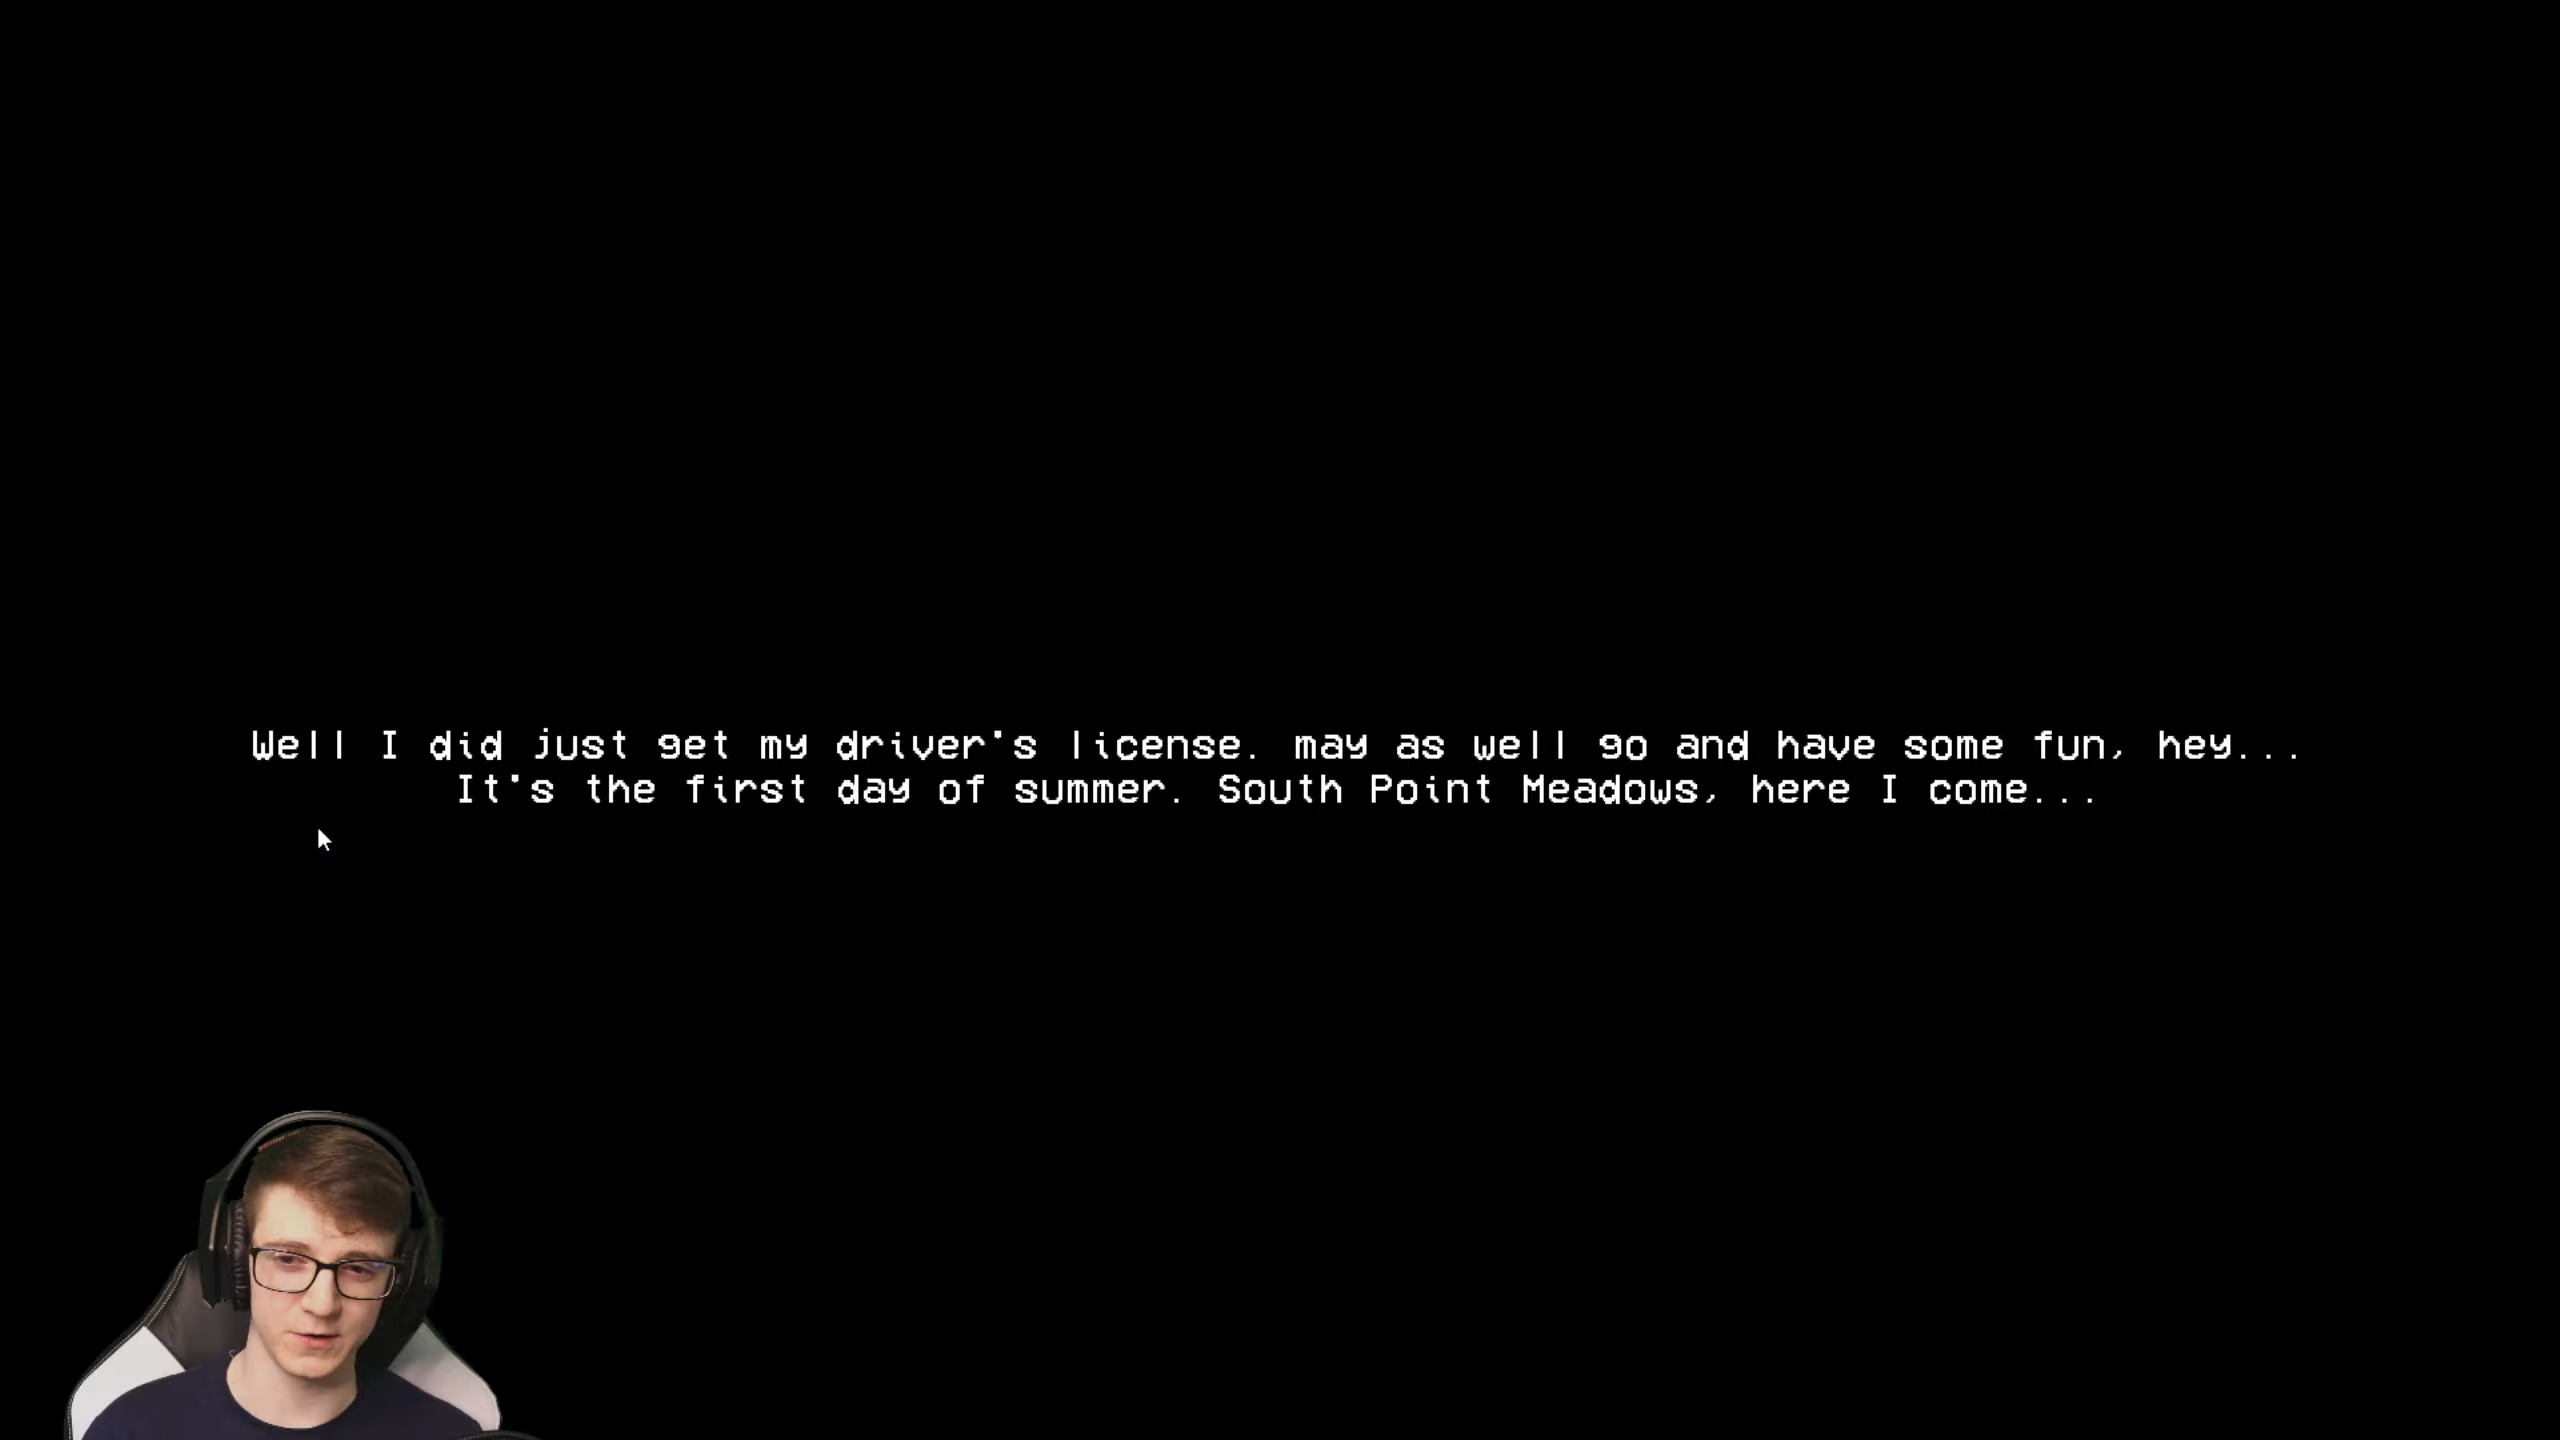 Well I did just get my driver's license. may as well go and have some fun, hey...
It's the first day of summer. South Point Meadows, here I come...